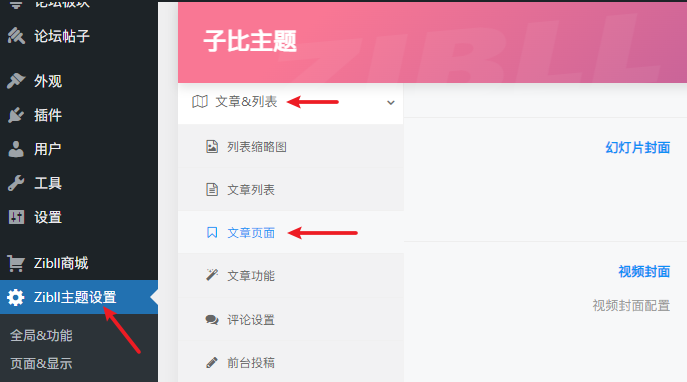 论坛版块
论坛帖子
外观
插件
用户
工具
设置
Zibll商城
Zibll主题设置
全局&功能
页面&显示
子比主题
ZIBLL
文章&列表
列表缩略图
文章列表
文章页面
文章功能
评论设置
前台投稿
幻灯片封面
视频封面
视频封面配置